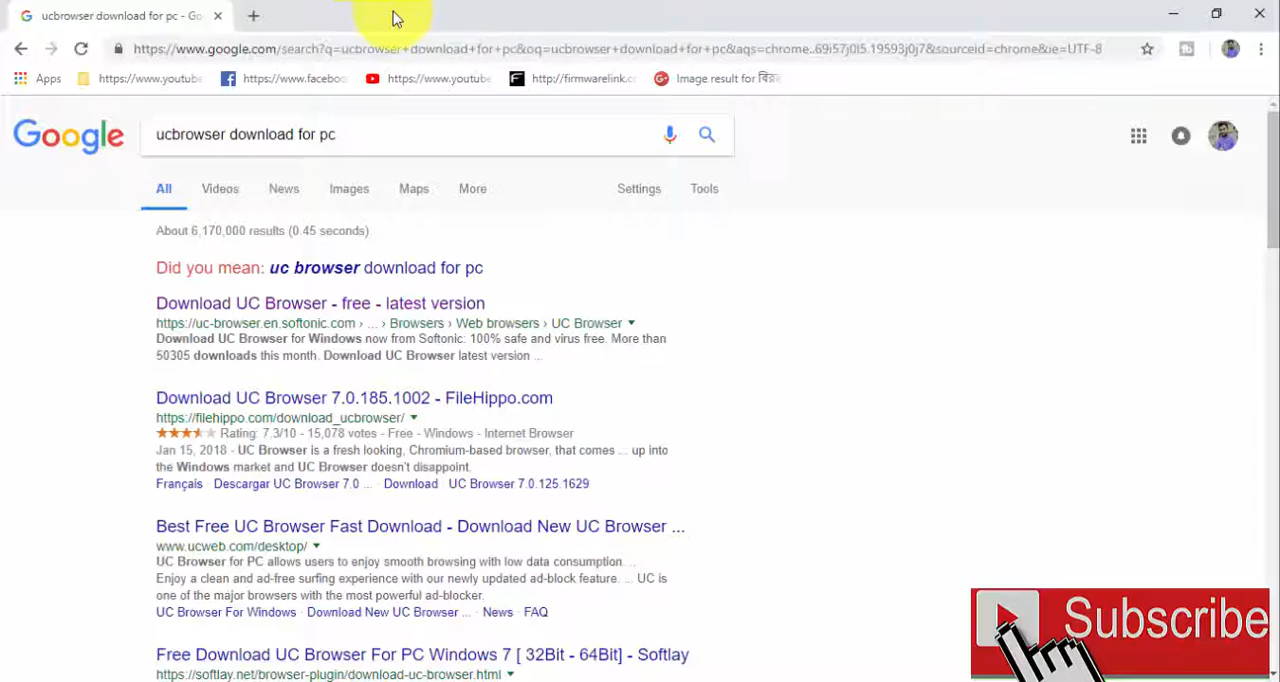 ucbrowser download for pc - Go
https://www.google.com/search?q=ucbrowser+download+for+pc&oq=ucbrowser+download+for+pc&aqs=chrome..69i57j0l5.19593j0j7&sourceid=chrome&ie=UTF-8
Apps https://www.youtube https://www.faceboo https://www.youtube http://firmwarelink.cc Image result for
Google ucbrowser download for pc
All Videos News Images Maps More Settings Tools
About 6,170,000 results (0.45 seconds)
Did you mean: uc browser download for pc
Download UC Browser - free - latest version
https://uc-browser.en.softonic.com › ... › Browsers › Web browsers › UC Browser
Download UC Browser for Windows now from Softonic: 100% safe and virus free. More than
50305 downloads this month. Download UC Browser latest version ...
Download UC Browser 7.0.185.1002 - FileHippo.com
https://filehippo.com/download_ucbrowser/
Rating: 7.3/10 - 15,078 votes - Free - Windows - Internet Browser
Jan 15, 2018 - UC Browser is a fresh looking, Chromium-based browser, that comes ... up into
the Windows market and UC Browser doesn't disappoint.
Français · Descargar UC Browser 7.0 ... · Download · UC Browser 7.0.125.1629
Best Free UC Browser Fast Download - Download New UC Browser ...
www.ucweb.com/desktop/
UC Browser for PC allows users to enjoy smooth browsing with low data consumption. ...
Enjoy a clean and ad-free surfing experience with our newly updated ad-block feature. ... UC is
one of the major browsers with the most powerful ad-blocker.
UC Browser For Windows · Download New UC Browser ... · News · FAQ
Subscribe
Free Download UC Browser For PC Windows 7 [ 32Bit - 64Bit] - Softlay
https://softlay.net/browser-plugin/download-uc-browser.html